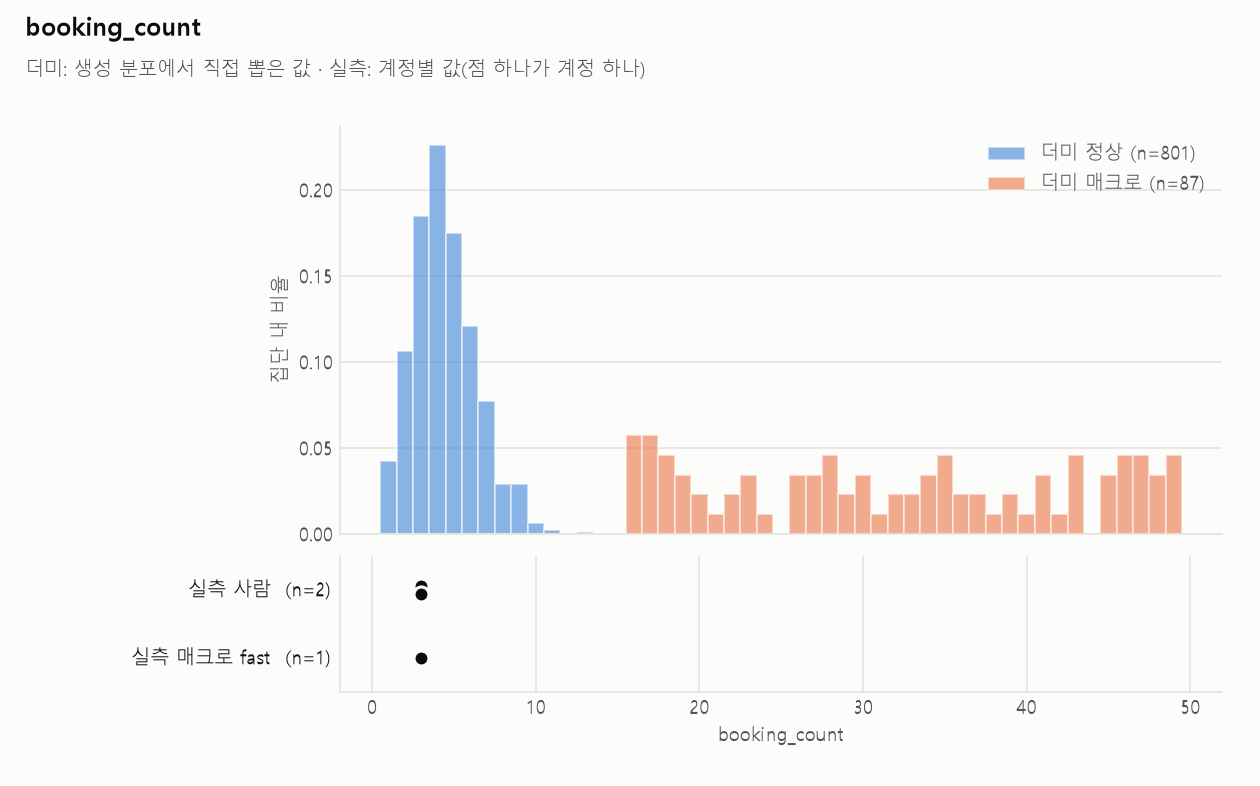 booking_count
더미: 생성 분포에서 직접 뽑은 값 · 실측: 계정별 값(점 하나가 계정 하나)
더미 정상 (n=801)
더미 매크로 (n=87)
집단 내 비율
0.20
0.15
0.10
0.05
0.00
실측 사람 (n=2)
실측 매크로 fast (n=1)
0 10 20 30 40 50
booking_count